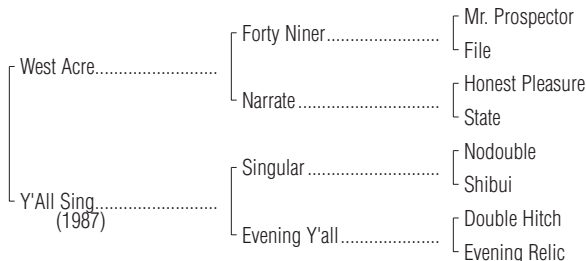 Mr. Prospector
Forty Niner......................
File
West Acre..........................
Honest Pleasure
Narrate..............................
State
Nodouble
Singular............................
Shibui
Y'All Sing..........................
(1987)
Double Hitch
Evening Y'all.....................
Evening Relic